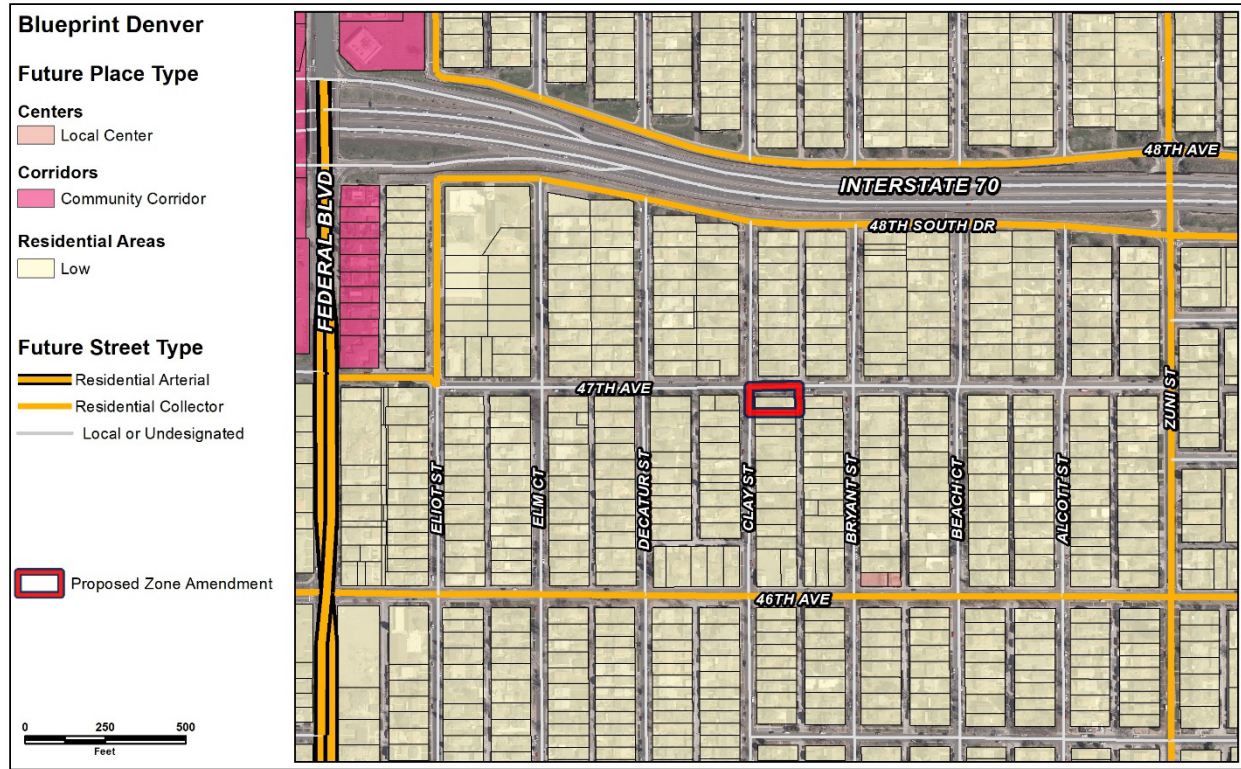 Blueprint Denver
Future Place Type
Centers
Local Center
Corridors
Community Corridor
Residential Areas
Low
Future Street Type
Residential Arterial
Residential Collector
Local or Undesignated
Proposed Zone Amendment
0 250 500
Feet
48TH AVE
INTERSTATE 70
48TH SOUTH DR
FEDERAL BLVD
47TH AVE
ZUNI ST
ELIOT ST
ELM CT
DECATUR ST
CLAY ST
BRYANT ST
BEACH CT
ALCOTT ST
46TH AVE